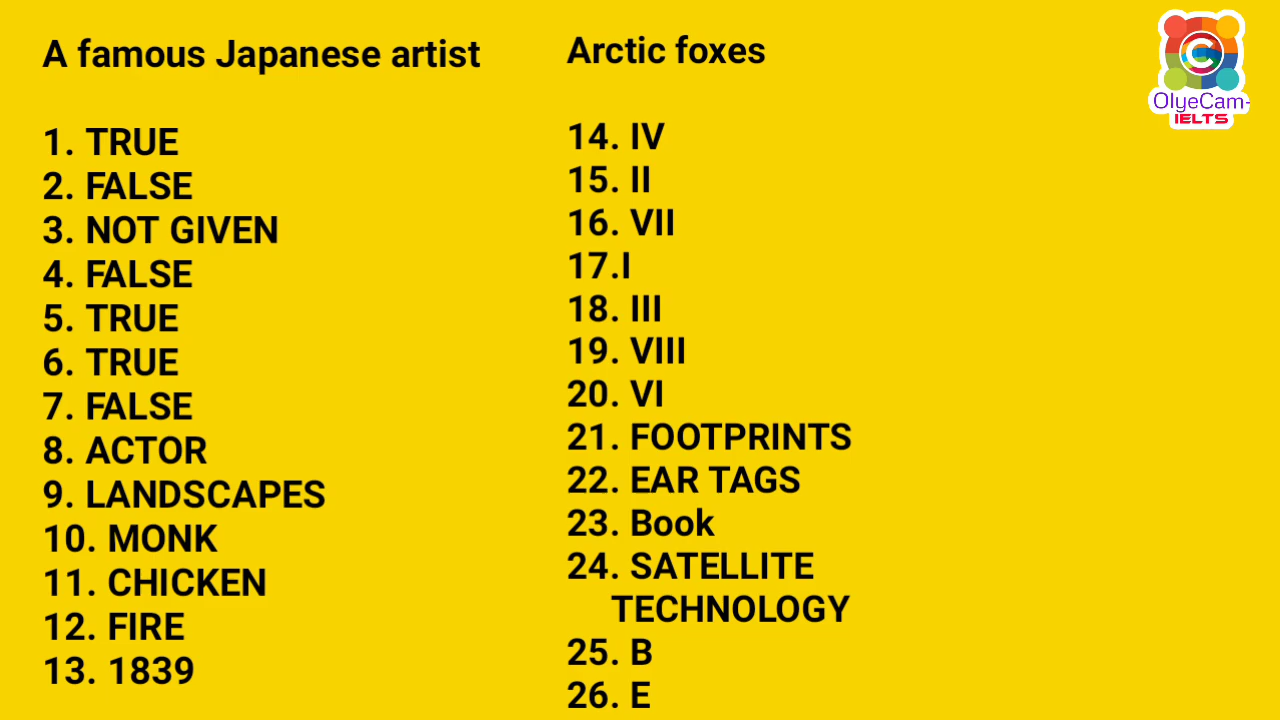 A famous Japanese artist
1. TRUE
2. FALSE
3. NOT GIVEN
4. FALSE
5. TRUE
6. TRUE
7. FALSE
8. ACTOR
9. LANDSCAPES
10. MONK
11. CHICKEN
12. FIRE
13. 1839
Arctic foxes
14. IV
15. II
16. VII
17.I
18. III
19. VIII
20. VI
21. FOOTPRINTS
22. EAR TAGS
23. Book
24. SATELLITE
TECHNOLOGY
25. B
26. E
C
OlyeCam-
IELTS